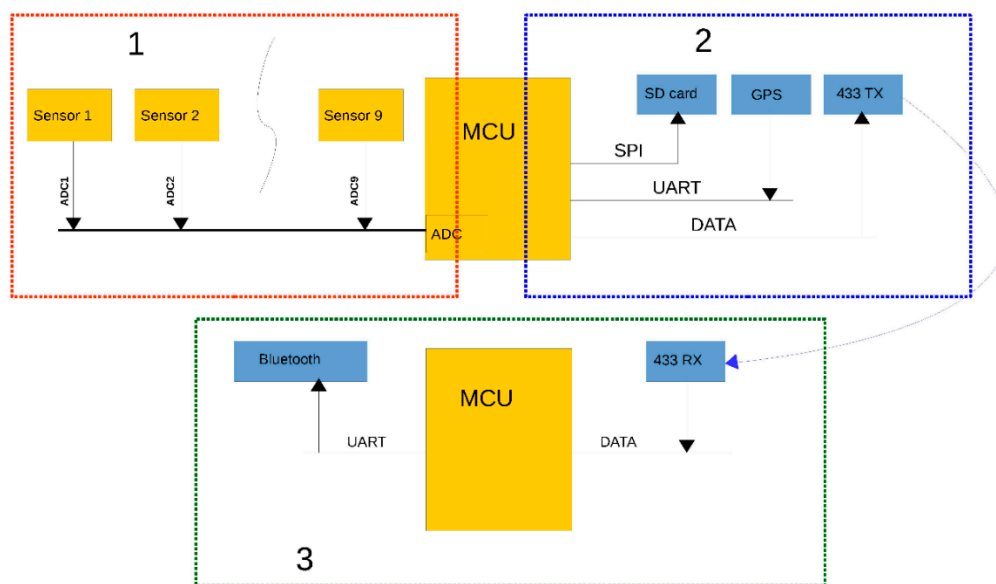 1
2
Sensor 1
Sensor 2
Sensor 9
MCU
SD card
GPS
433 TX
SPI
UART
DATA
ADC1
ADC2
ADC9
ADC
Bluetooth
MCU
433 RX
UART
DATA
3